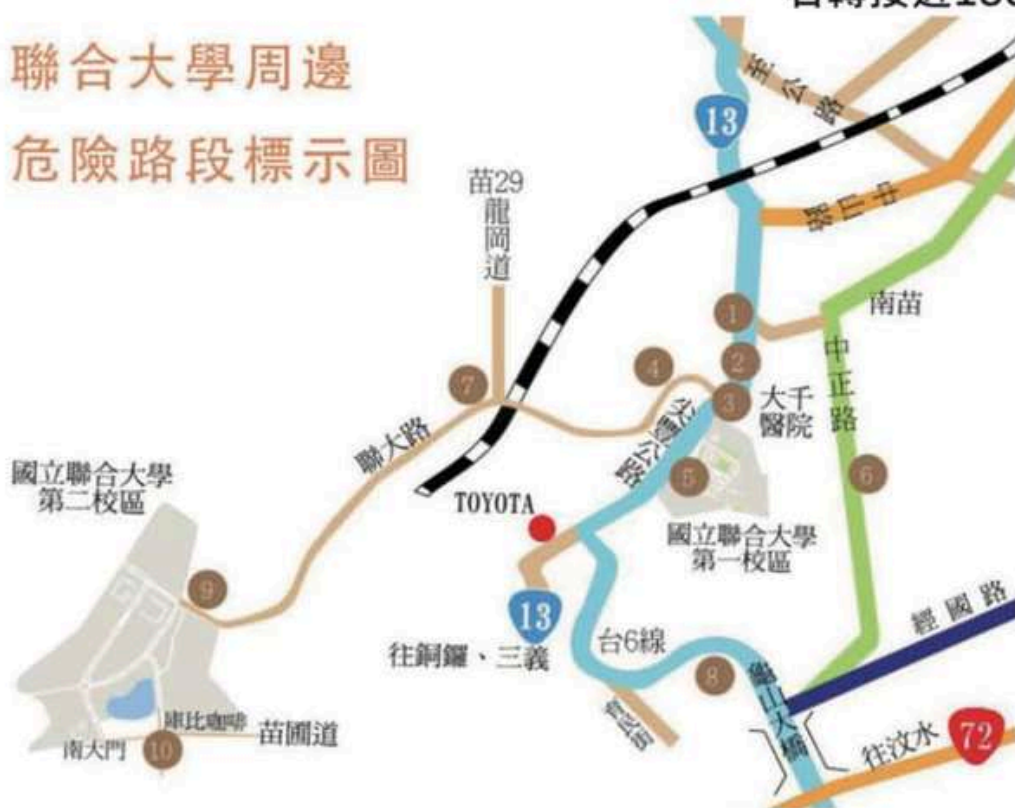 聯合大學周邊
危險路段標示圖
13
至公路
中山路
苗29
龍岡道
南苗
1
2
中正路
4
7
3
大千
醫院
尖豐公路
聯大路
國立聯合大學
第二校區
5
6
TOYOTA
國立聯合大學
第一校區
9
13
經國路
台6線
往銅鑼、三義
8
龜山大橋
庫比咖啡
苗圃道
南大門
10
往汶水
72